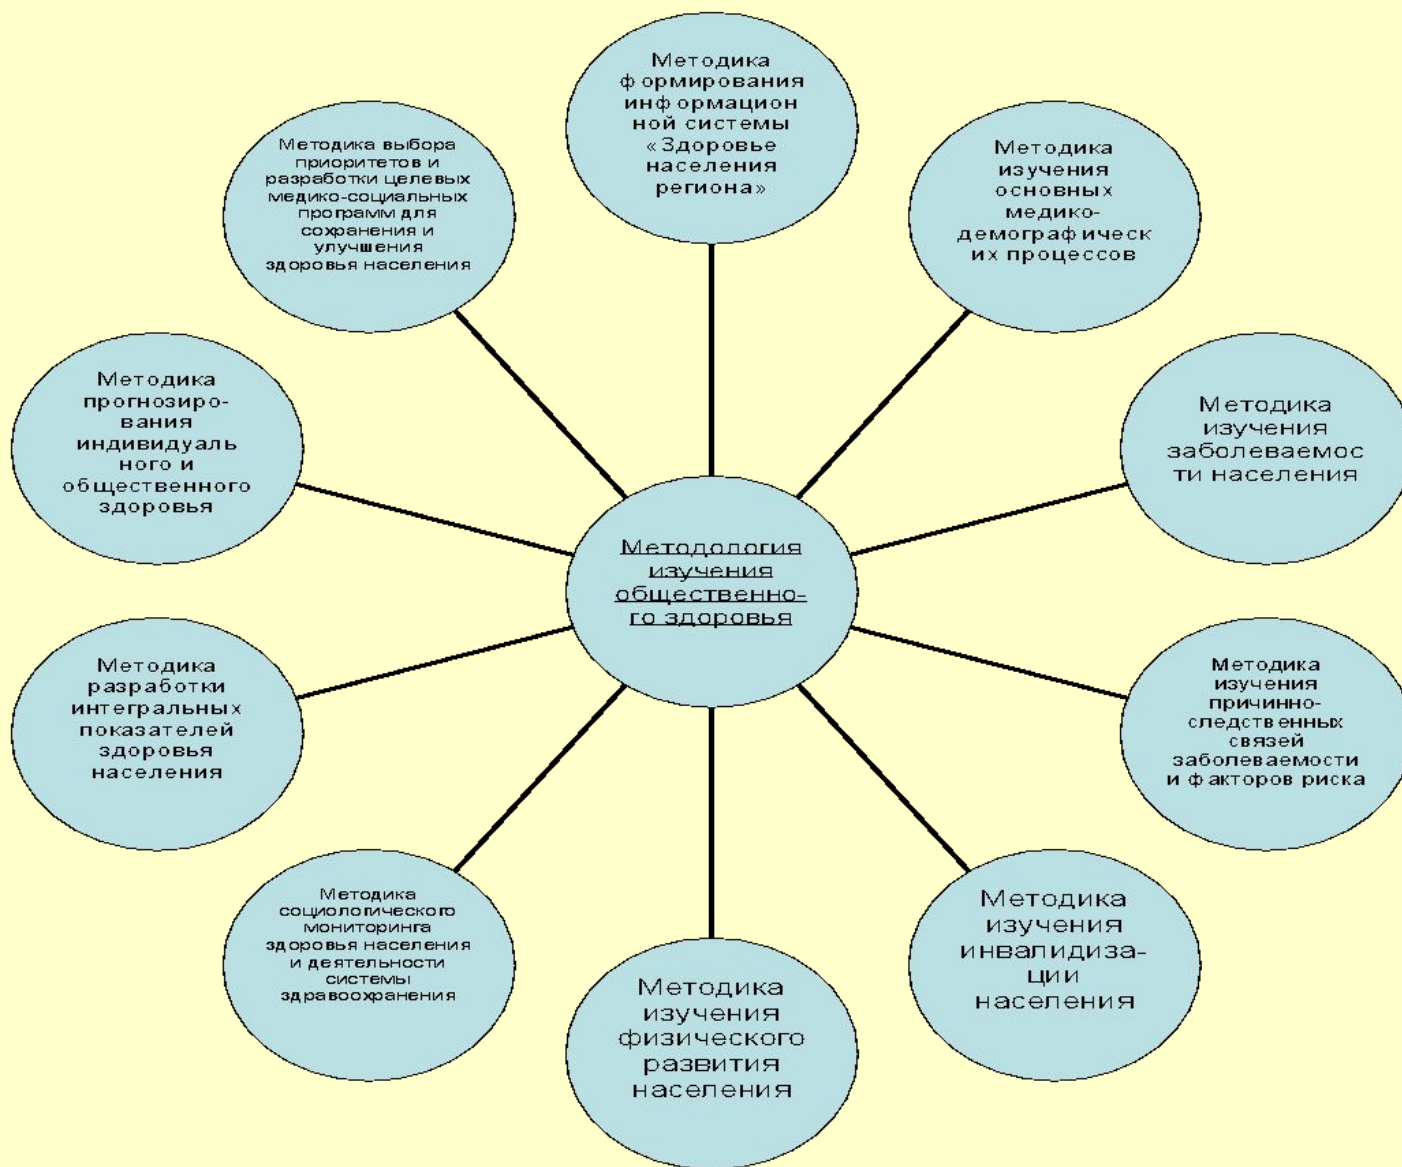 Методика
формирования
информацион
ной системы
«Здоровье
населения
региона»
Методика
изучения
основных
медико-
демографическ
их процессов
Методика
изучения
заболеваемос
ти населения
Методика
изучения
причинно-
следственных
связей
заболеваемости
и факторов риска
Методика
изучения
инвалидиза-
ции
населения
Методика
изучения
физического
развития
населения
Методика
социологического
мониторинга
здоровья населения
и деятельности
системы
здравоохранения
Методика
разработки
интегральных
показателей
здоровья
населения
Методика
прогнозиро-
вания
индивидуаль
ного и
общественного
здоровья
Методика выбора
приоритетов и
разработки целевых
медико-социальных
программ для
сохранения и
улучшения
здоровья населения
Методология
изучения
общественно-
го здоровья